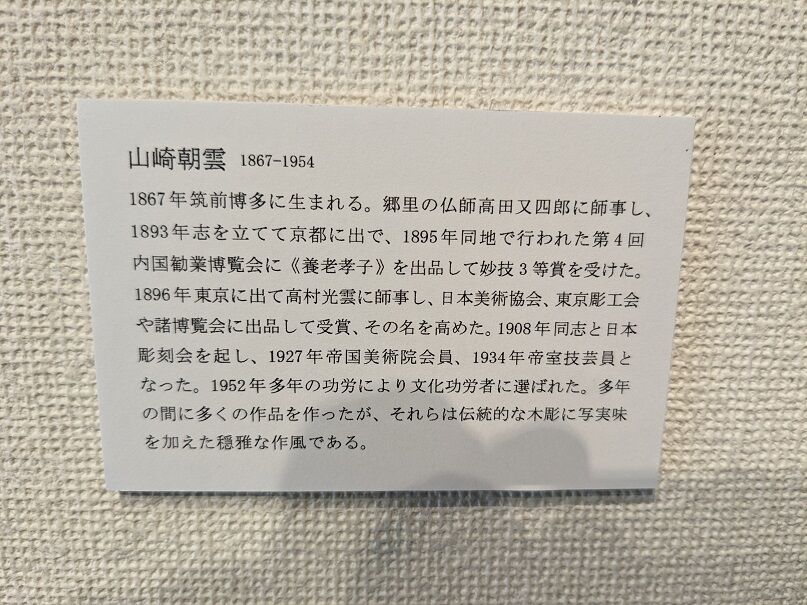 山崎朝雲 1867-1954
1867年筑前博多に生まれる。郷里の仏師高田又四郎に師事し、
1893年志を立てて京都に出で、1895年同地で行われた第4回
内国勧業博覧会に《養老孝子》を出品して妙技3等賞を受けた。
1896年東京に出て高村光雲に師事し、日本美術協会、東京彫工会
や諸博覧会に出品して受賞、その名を高めた。1908年同志と日本
彫刻会を起し、1927年帝国美術院会員、1934年帝室技芸員と
なった。1952年多年の功労により文化功労者に選ばれた。多年
の間に多くの作品を作ったが、それらは伝統的な木彫に写実味
を加えた穏雅な作風である。